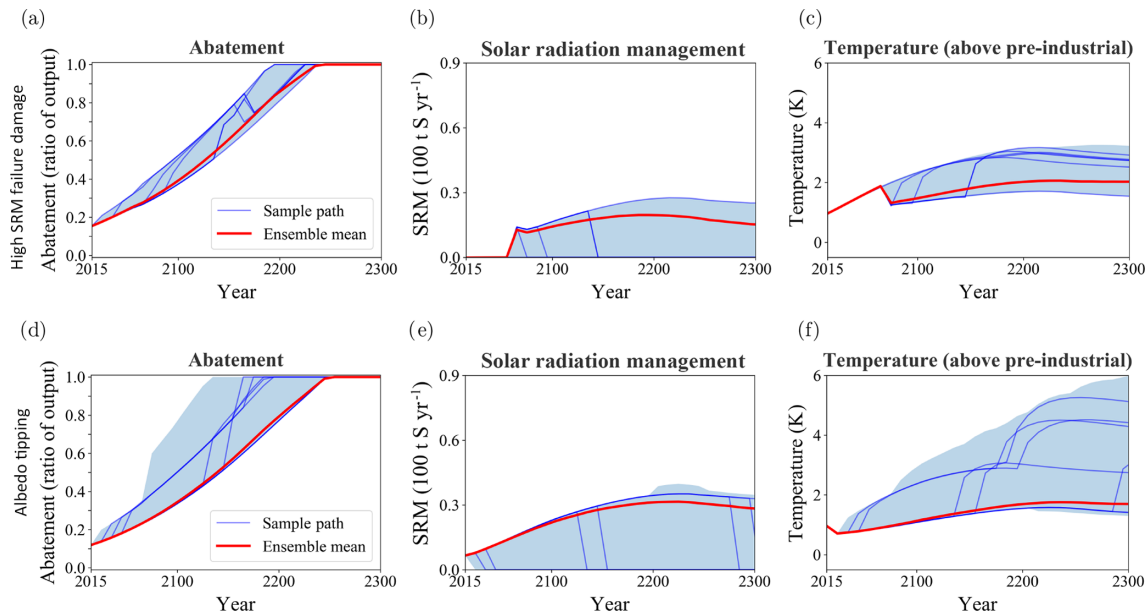 (a)
Abatement
High SRM failure damage
Abatement (ratio of output)
1.0
0.8
0.6
0.4
0.2
0.0
Sample path
Ensemble mean
2015
2100
2200
2300
Year
(b)
Solar radiation management
SRM (100 t S yr⁻¹)
0.9
0.6
0.3
0.0
2015
2100
2200
2300
Year
(c)
Temperature (above pre-industrial)
Temperature (K)
6
4
2
0
2015
2100
2200
2300
Year
(d)
Abatement
Albedo tipping
Abatement (ratio of output)
1.0
0.8
0.6
0.4
0.2
0.0
Sample path
Ensemble mean
2015
2100
2200
2300
Year
(e)
Solar radiation management
SRM (100 t S yr⁻¹)
0.9
0.6
0.3
0.0
2015
2100
2200
2300
Year
(f)
Temperature (above pre-industrial)
Temperature (K)
6
4
2
0
2015
2100
2200
2300
Year